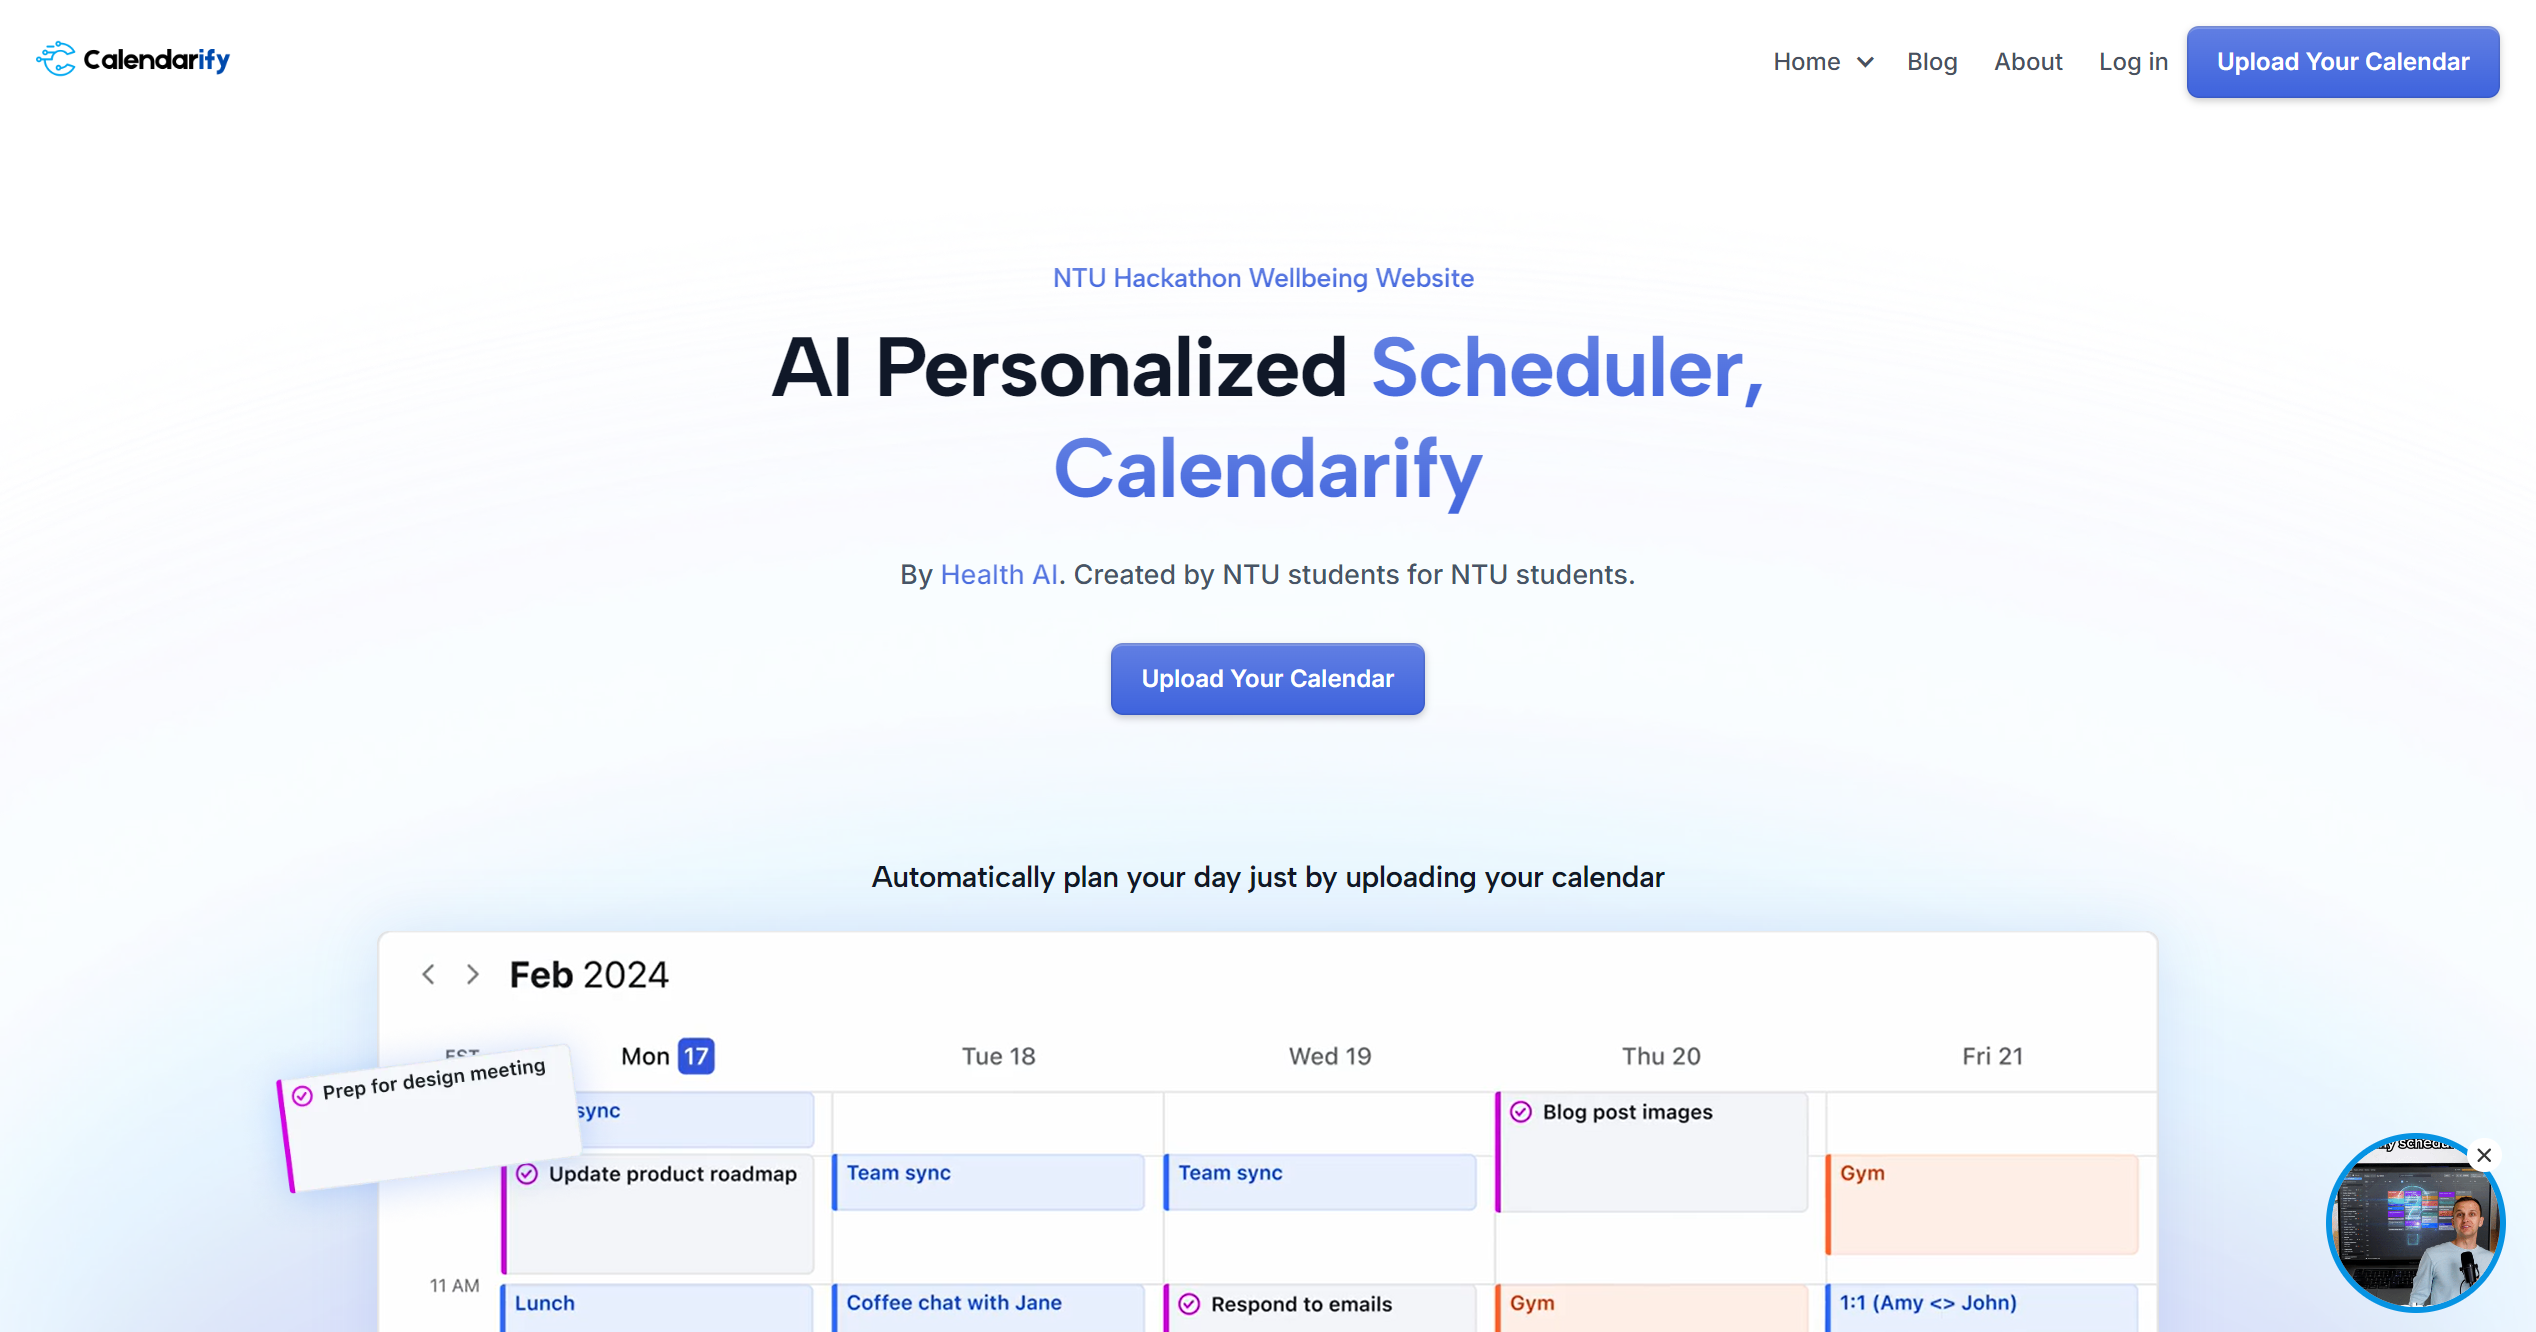 Calendarify
Home Blog About Log in Upload Your Calendar
NTU Hackathon Wellbeing Website
AI Personalized Scheduler,
Calendarify
By Health AI. Created by NTU students for NTU students.
Upload Your Calendar
Automatically plan your day just by uploading your calendar
Feb 2024
EST Mon 17 Tue 18 Wed 19 Thu 20 Fri 21
Prep for design meeting
sync
Blog post images
Update product roadmap
Team sync
Team sync
Gym
11 AM
Lunch
Coffee chat with Jane
Respond to emails
Gym
1:1 (Amy <> John)